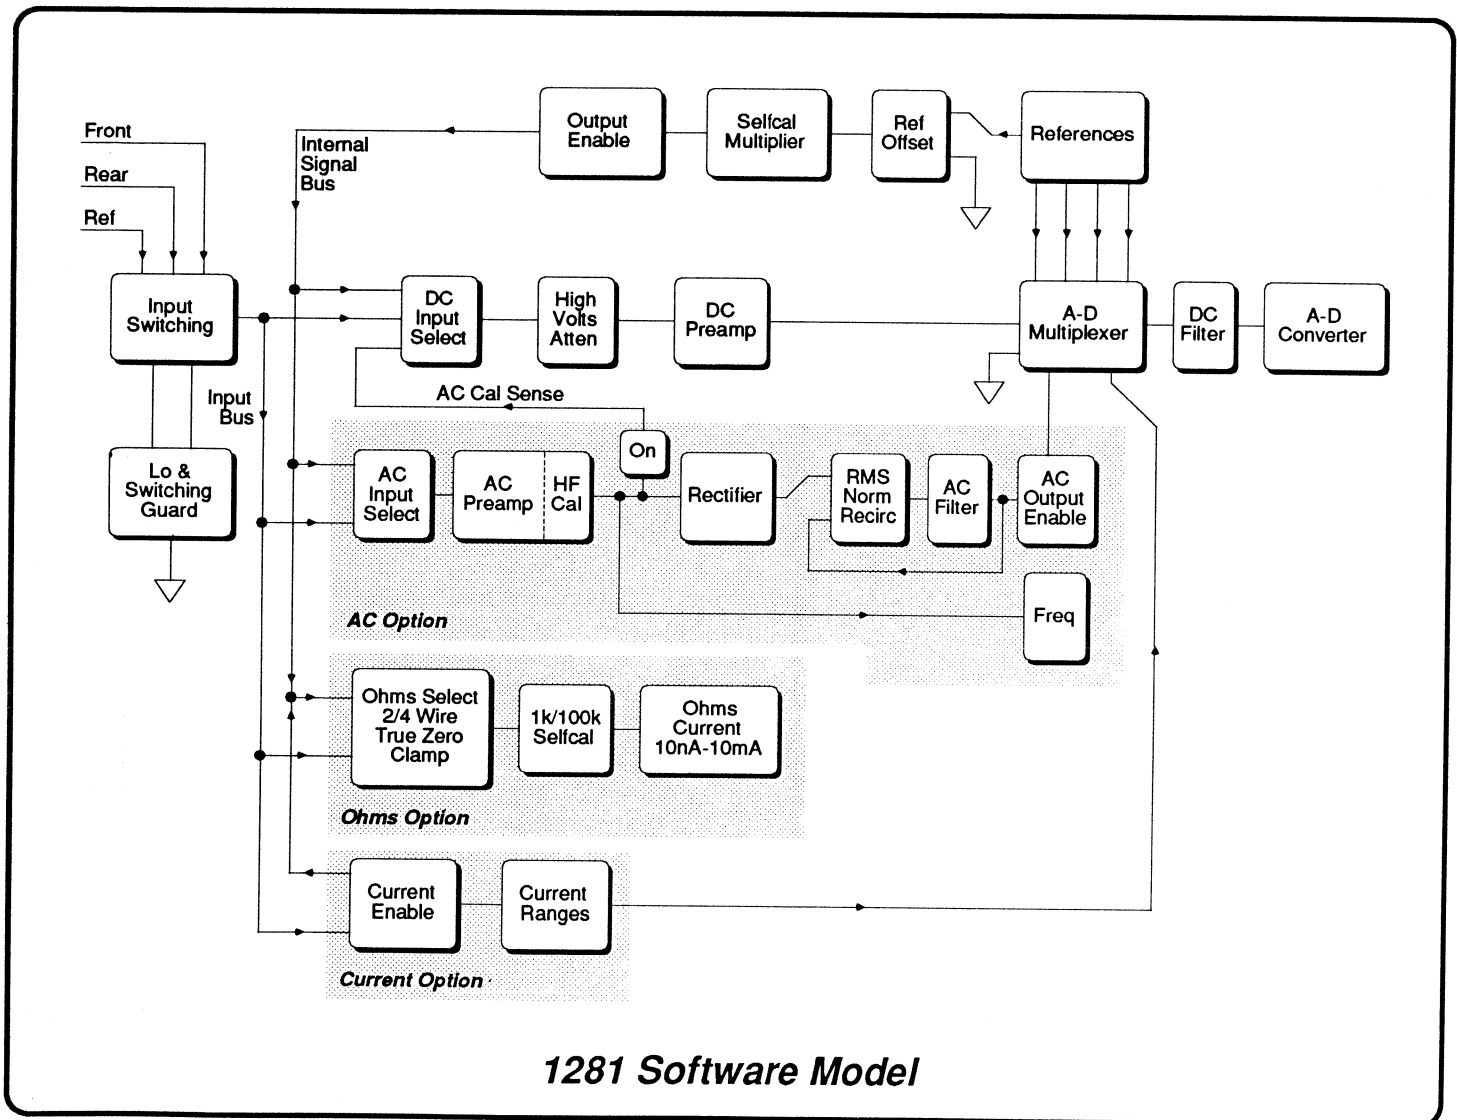 Front
Rear
Ref
Internal
Signal
Bus
Output
Enable
Selfcal
Multiplier
Ref
Offset
References
Input
Switching
DC
Input
Select
High
Volts
Atten
DC
Preamp
A-D
Multiplexer
DC
Filter
A-D
Converter
Input
Bus
AC Cal Sense
On
Lo &
Switching
Guard
AC
Input
Select
AC
Preamp
HF
Cal
Rectifier
RMS
Norm
Recirc
AC
Filter
AC
Output
Enable
Freq
AC Option
Ohms Select
2/4 Wire
True Zero
Clamp
1k/100k
Selfcal
Ohms
Current
10nA-10mA
Ohms Option
Current
Enable
Current
Ranges
Current Option
1281 Software Model